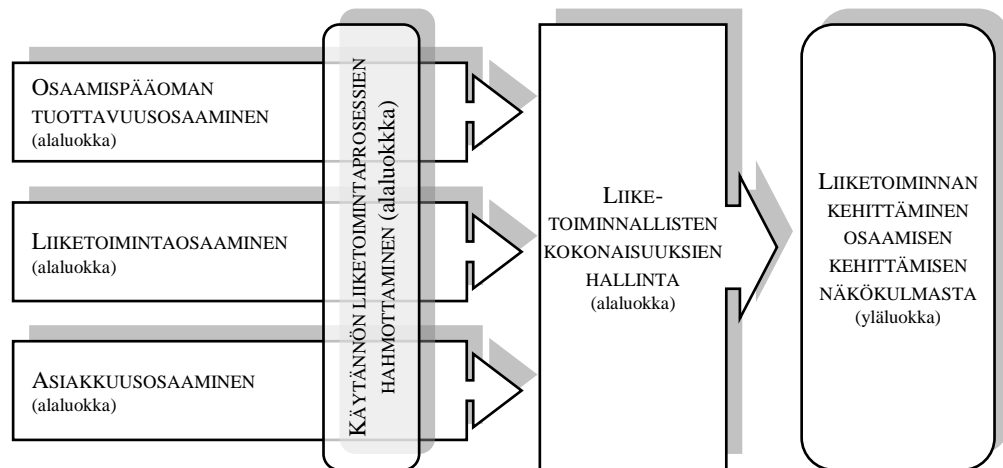 OSAAMISPÄÄOMAN
TUOTTAVUUSOSAAMINEN
(alaluokka)
LIIKETOIMINTAOSAAMINEN
(alaluokka)
ASIAKKUUSOSAAMINEN
(alaluokka)
KÄYTÄNNÖN LIIKETOIMINTAPROSESSIEN
HAHMOTTAMINEN (alaluokkka)
LIIKE-
TOIMINNALLISTEN
KOKONAISUUKSIEN
HALLINTA
(alaluokka)
LIIKETOIMINNAN
KEHITTÄMINEN
OSAAMISEN
KEHITTÄMISEN
NÄKÖKULMASTA
(yläluokka)